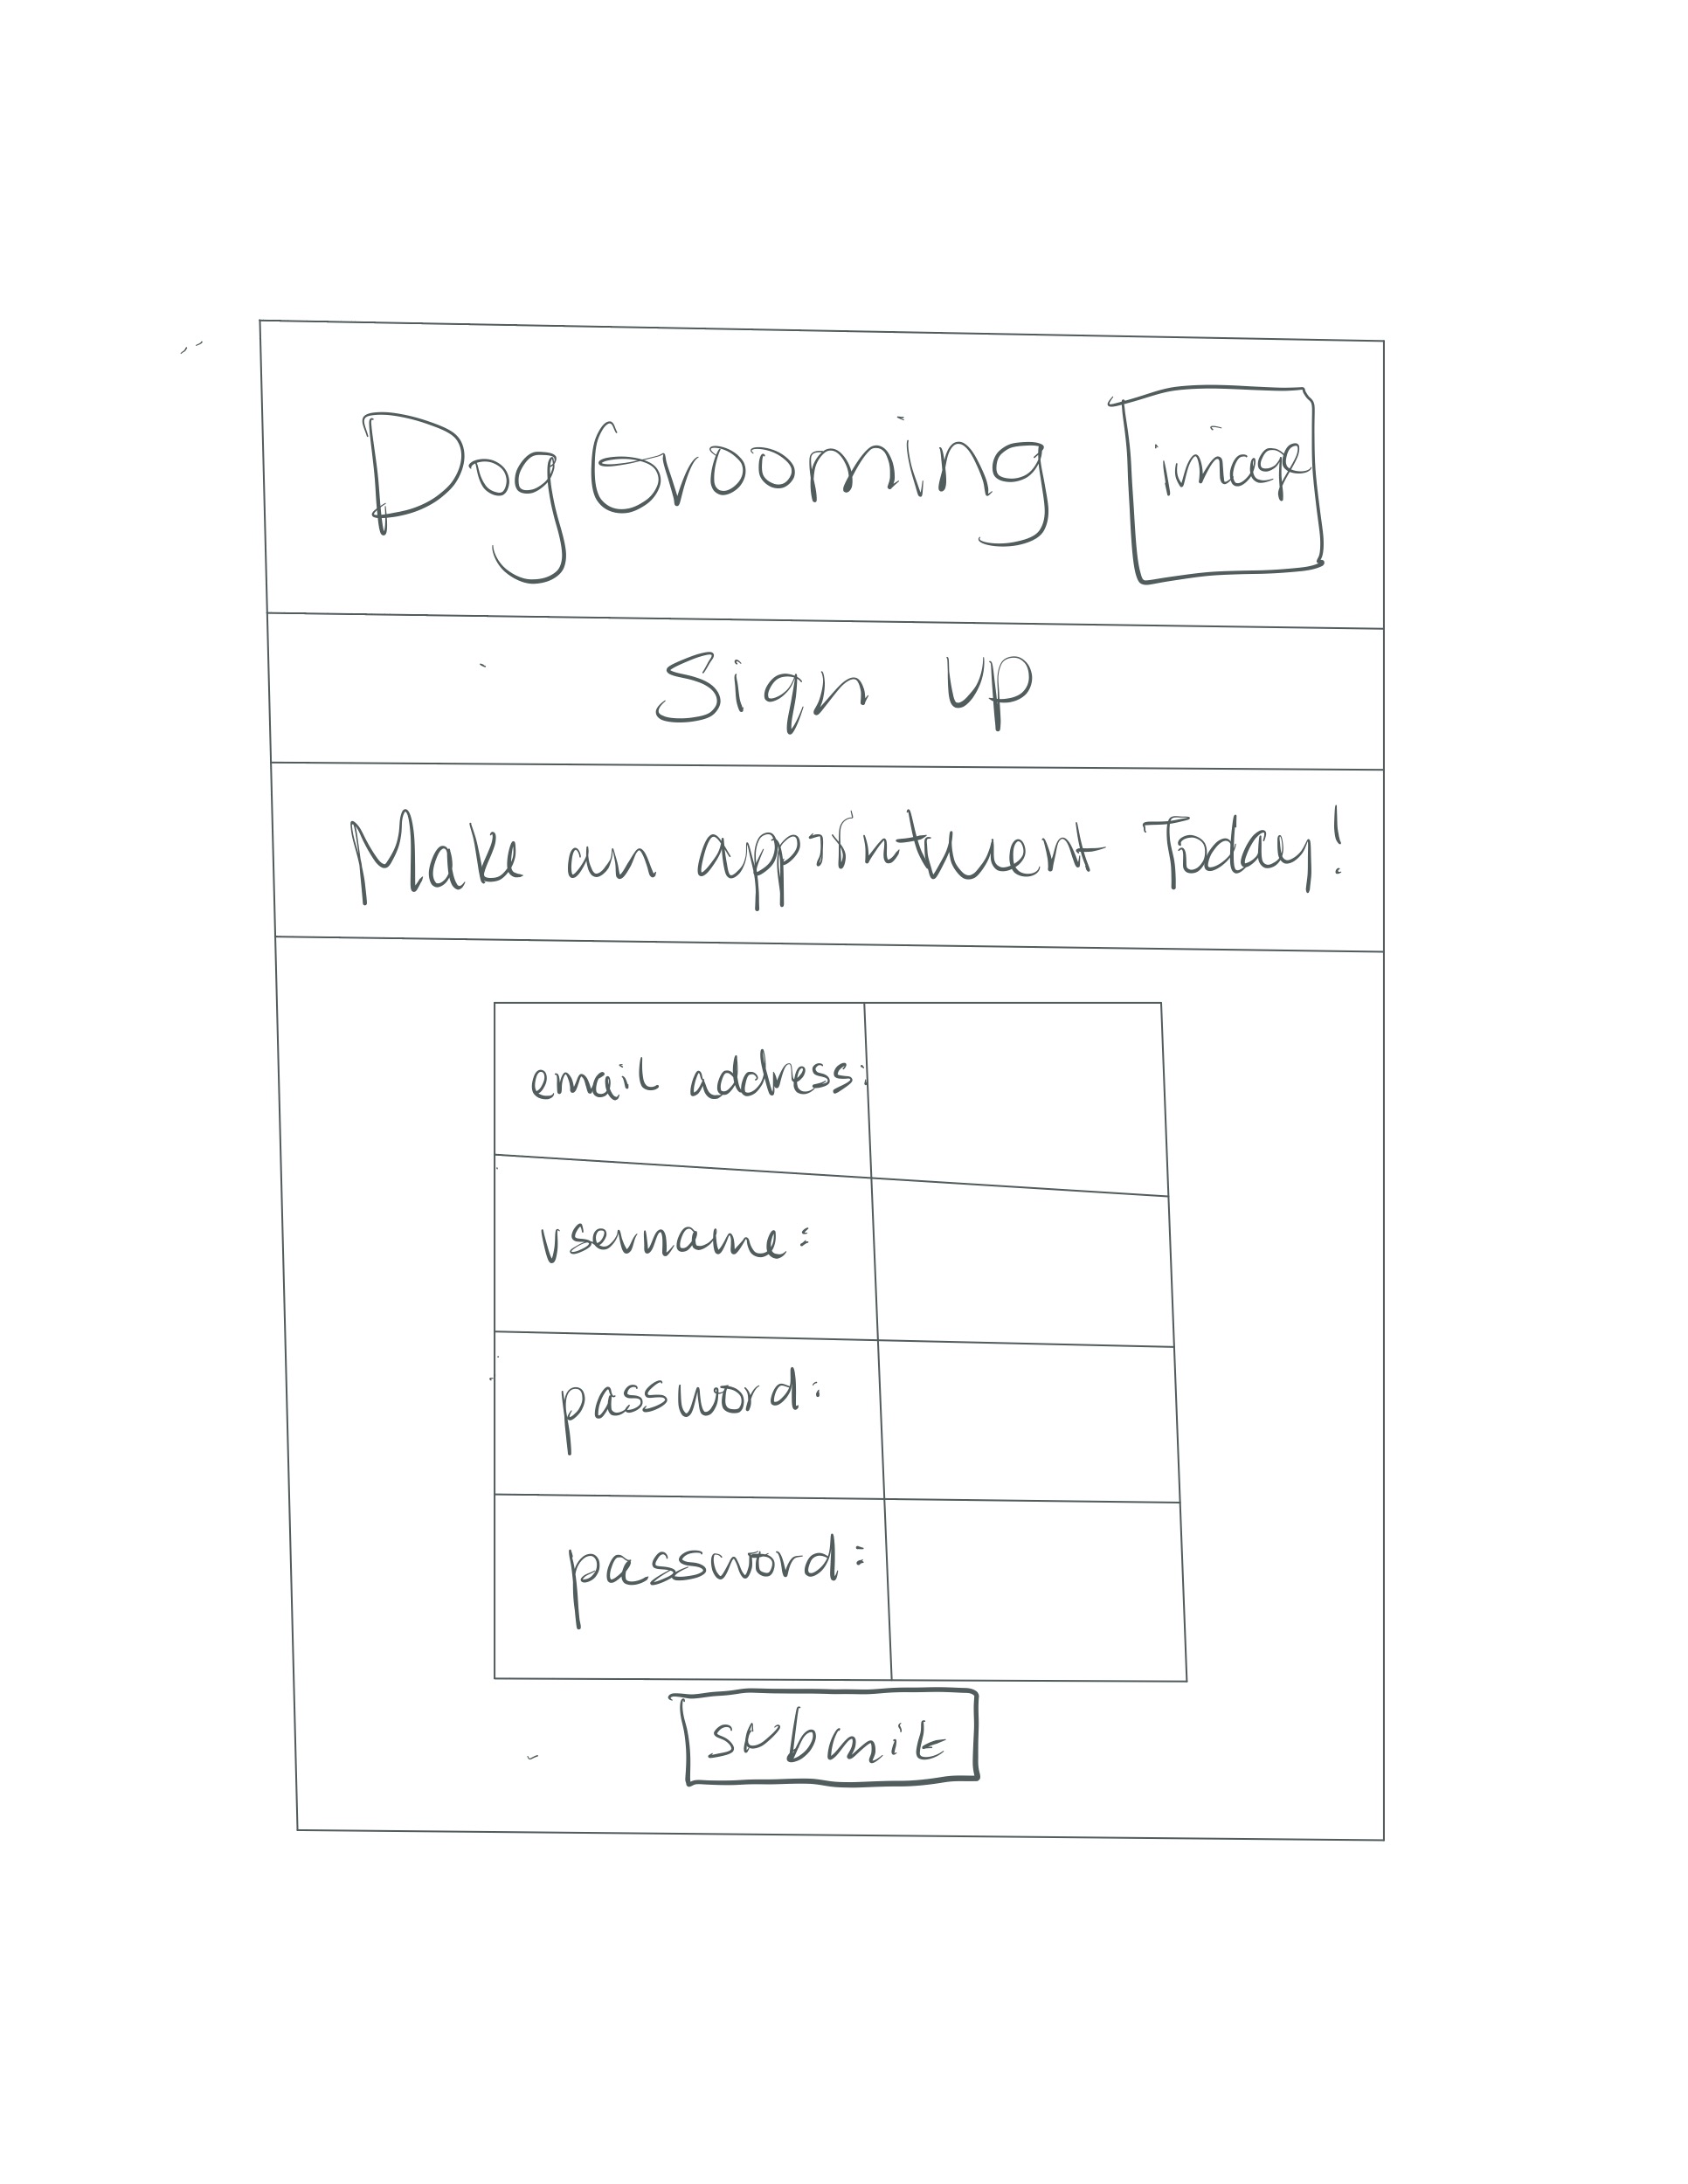 Dog Grooming
image
Sign Up
Make an appointment Today!
email address:
username:
password:
password:
submit